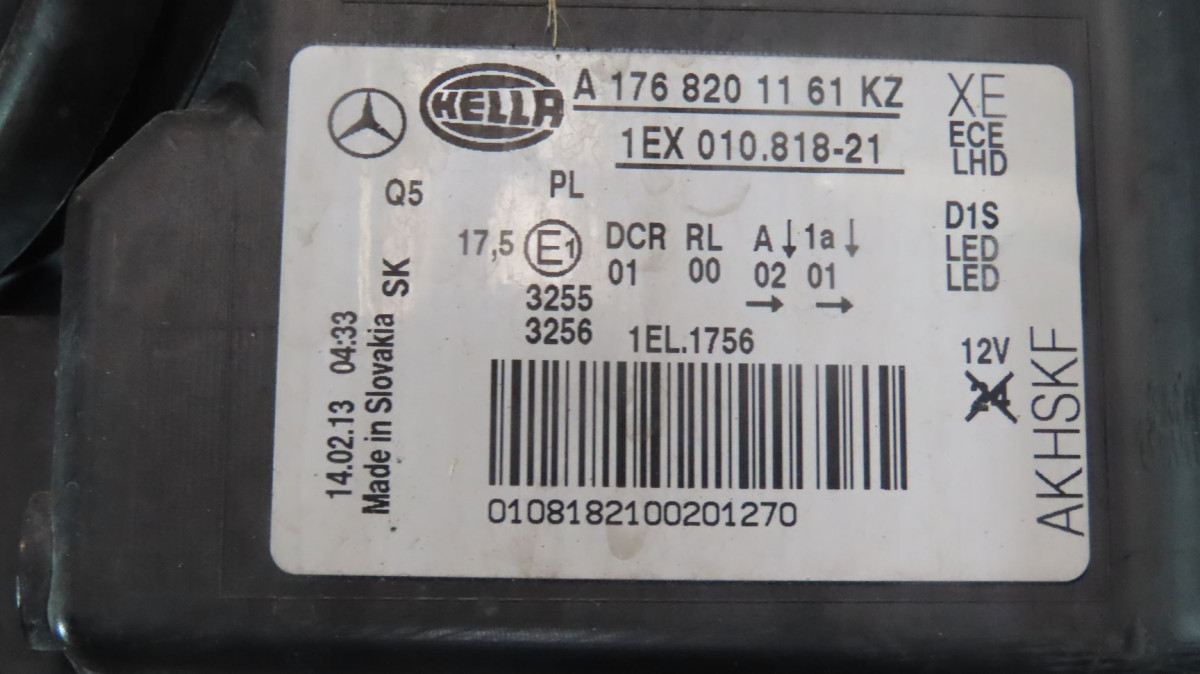 HELLA
A 176 820 11 61 KZ
1EX 010.818-21
XE
ECE
LHD
Q5
PL
17,5 E1 DCR RL A↓ 1a↓
01 00 02 01
→ →
3255
3256
1EL.1756
D1S
LED
LED
12V
24
AKHSKF
14.02.13 04:33
Made in Slovakia SK
0108182100201270